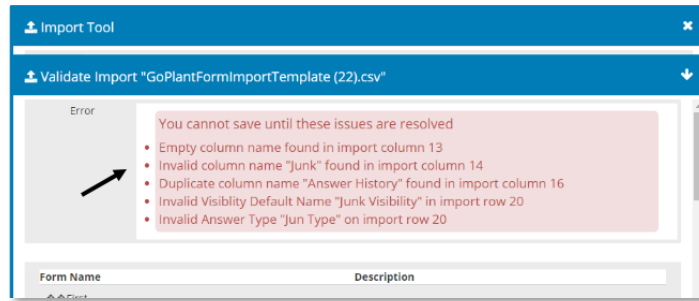 Import Tool
Validate Import "GoPlantFormImportTemplate (22).csv"
Error
You cannot save until these issues are resolved
Empty column name found in import column 13
Invalid column name "Junk" found in import column 14
Duplicate column name "Answer History" found in import column 16
Invalid Visiblity Default Name "Junk Visibility" in import row 20
Invalid Answer Type "Jun Type" on import row 20
Form Name Description
��First